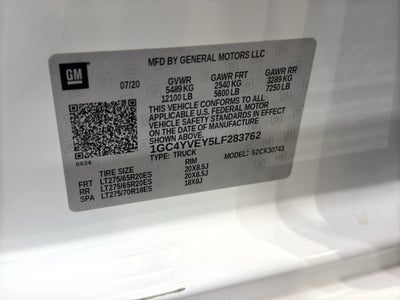 GM
MFD BY GENERAL MOTORS LLC
07/20
GVWR GAWR FRT GAWR RR
5489 KG 2540 KG 3289 KG
12100 LB 5600 LB 7250 LB
THIS VEHICLE CONFORMS TO ALL
APPLICABLE U.S. FEDERAL MOTOR
VEHICLE SAFETY STANDARDS IN EFFECT
ON THE DATE OF MANUFACTURE
SHOWN ABOVE.
1GC4YVEY5LF283762
TYPE: TRUCK MODEL: 52CK30743
6624
TIRE SIZE RIM
FRT LT275/65R20ES 20X8.5J
RR LT275/65R20ES 20X8.5J
SPA LT275/70R18ES 18X8J